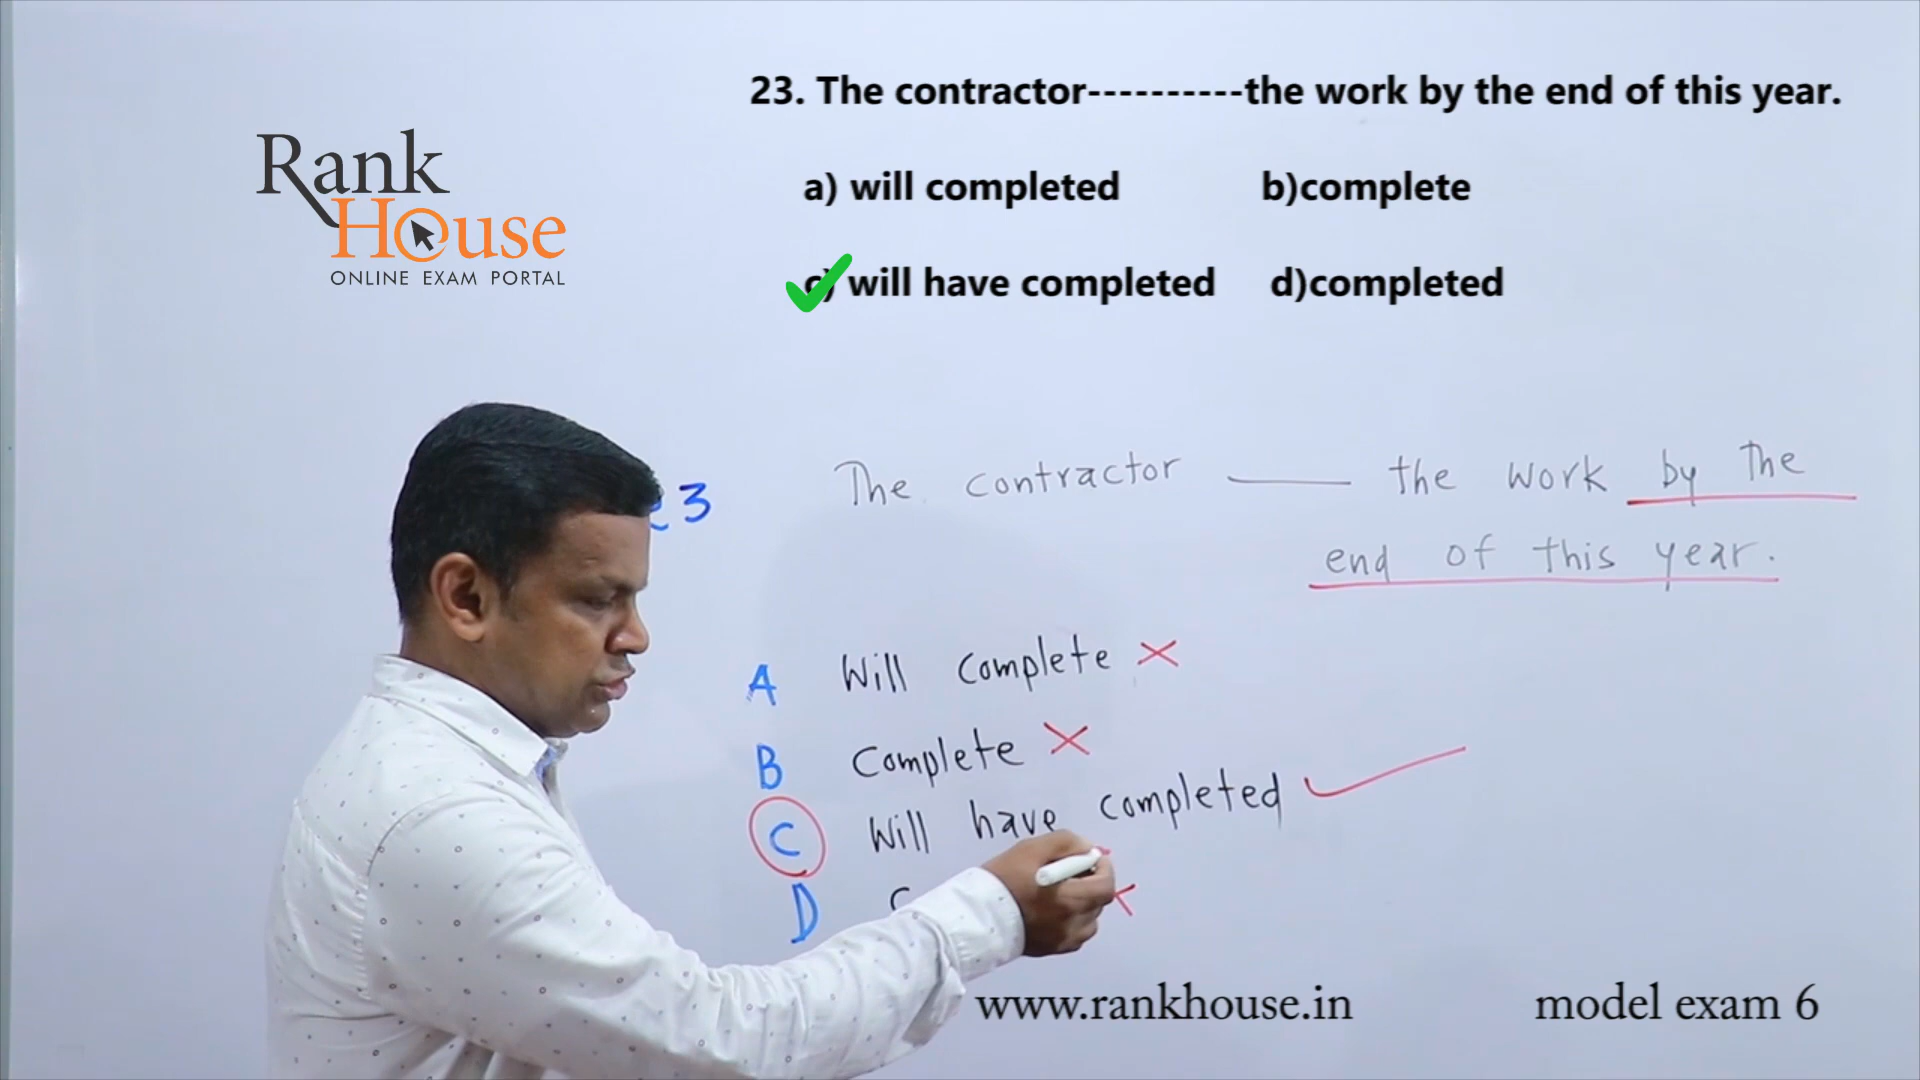 23. The contractor----------the work by the end of this year.
a) will completed b)complete
c) will have completed d)completed
Rank
House
ONLINE EXAM PORTAL
23 The contractor —— the work by the
end of this year.
A Will Complete ×
B Complete ×
C Will have completed ✓
D C ×
www.rankhouse.in model exam 6